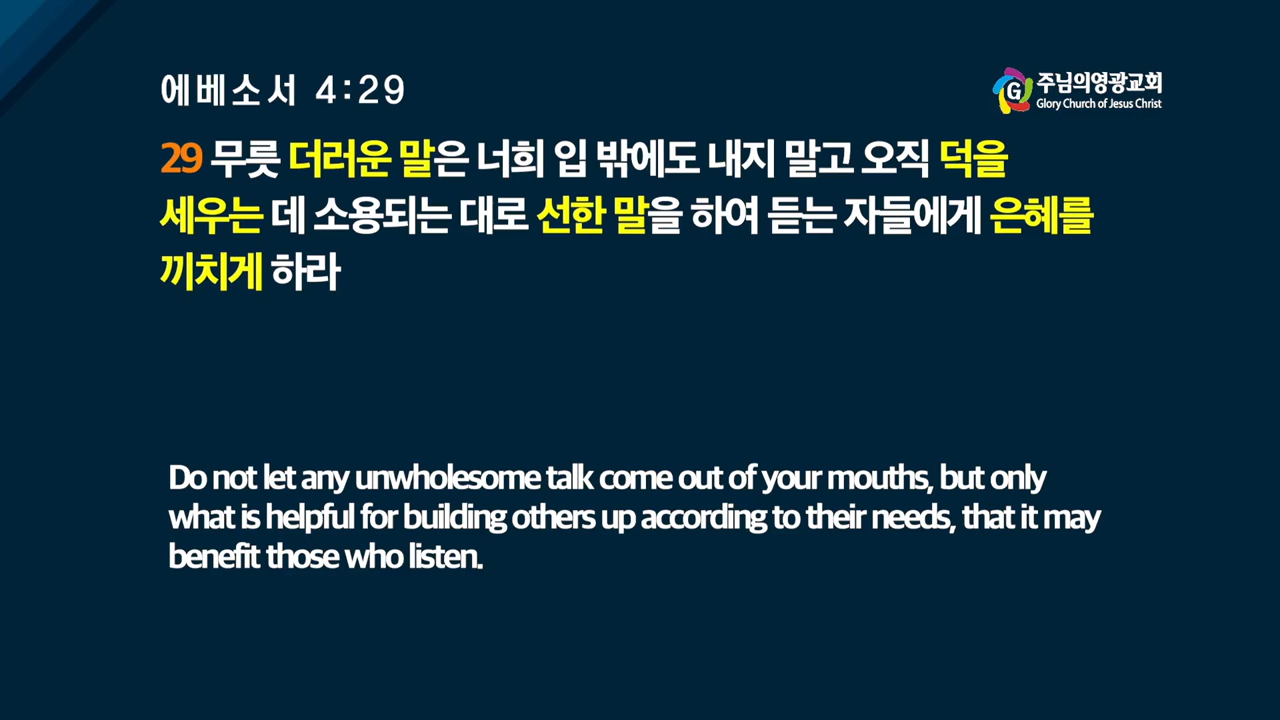 에베소서 4:29
G 주님의영광교회
Glory Church of Jesus Christ
29 무릇 더러운 말은 너희 입 밖에도 내지 말고 오직 덕을
세우는 데 소용되는 대로 선한 말을 하여 듣는 자들에게 은혜를
끼치게 하라
Do not let any unwholesome talk come out of your mouths, but only
what is helpful for building others up according to their needs, that it may
benefit those who listen.